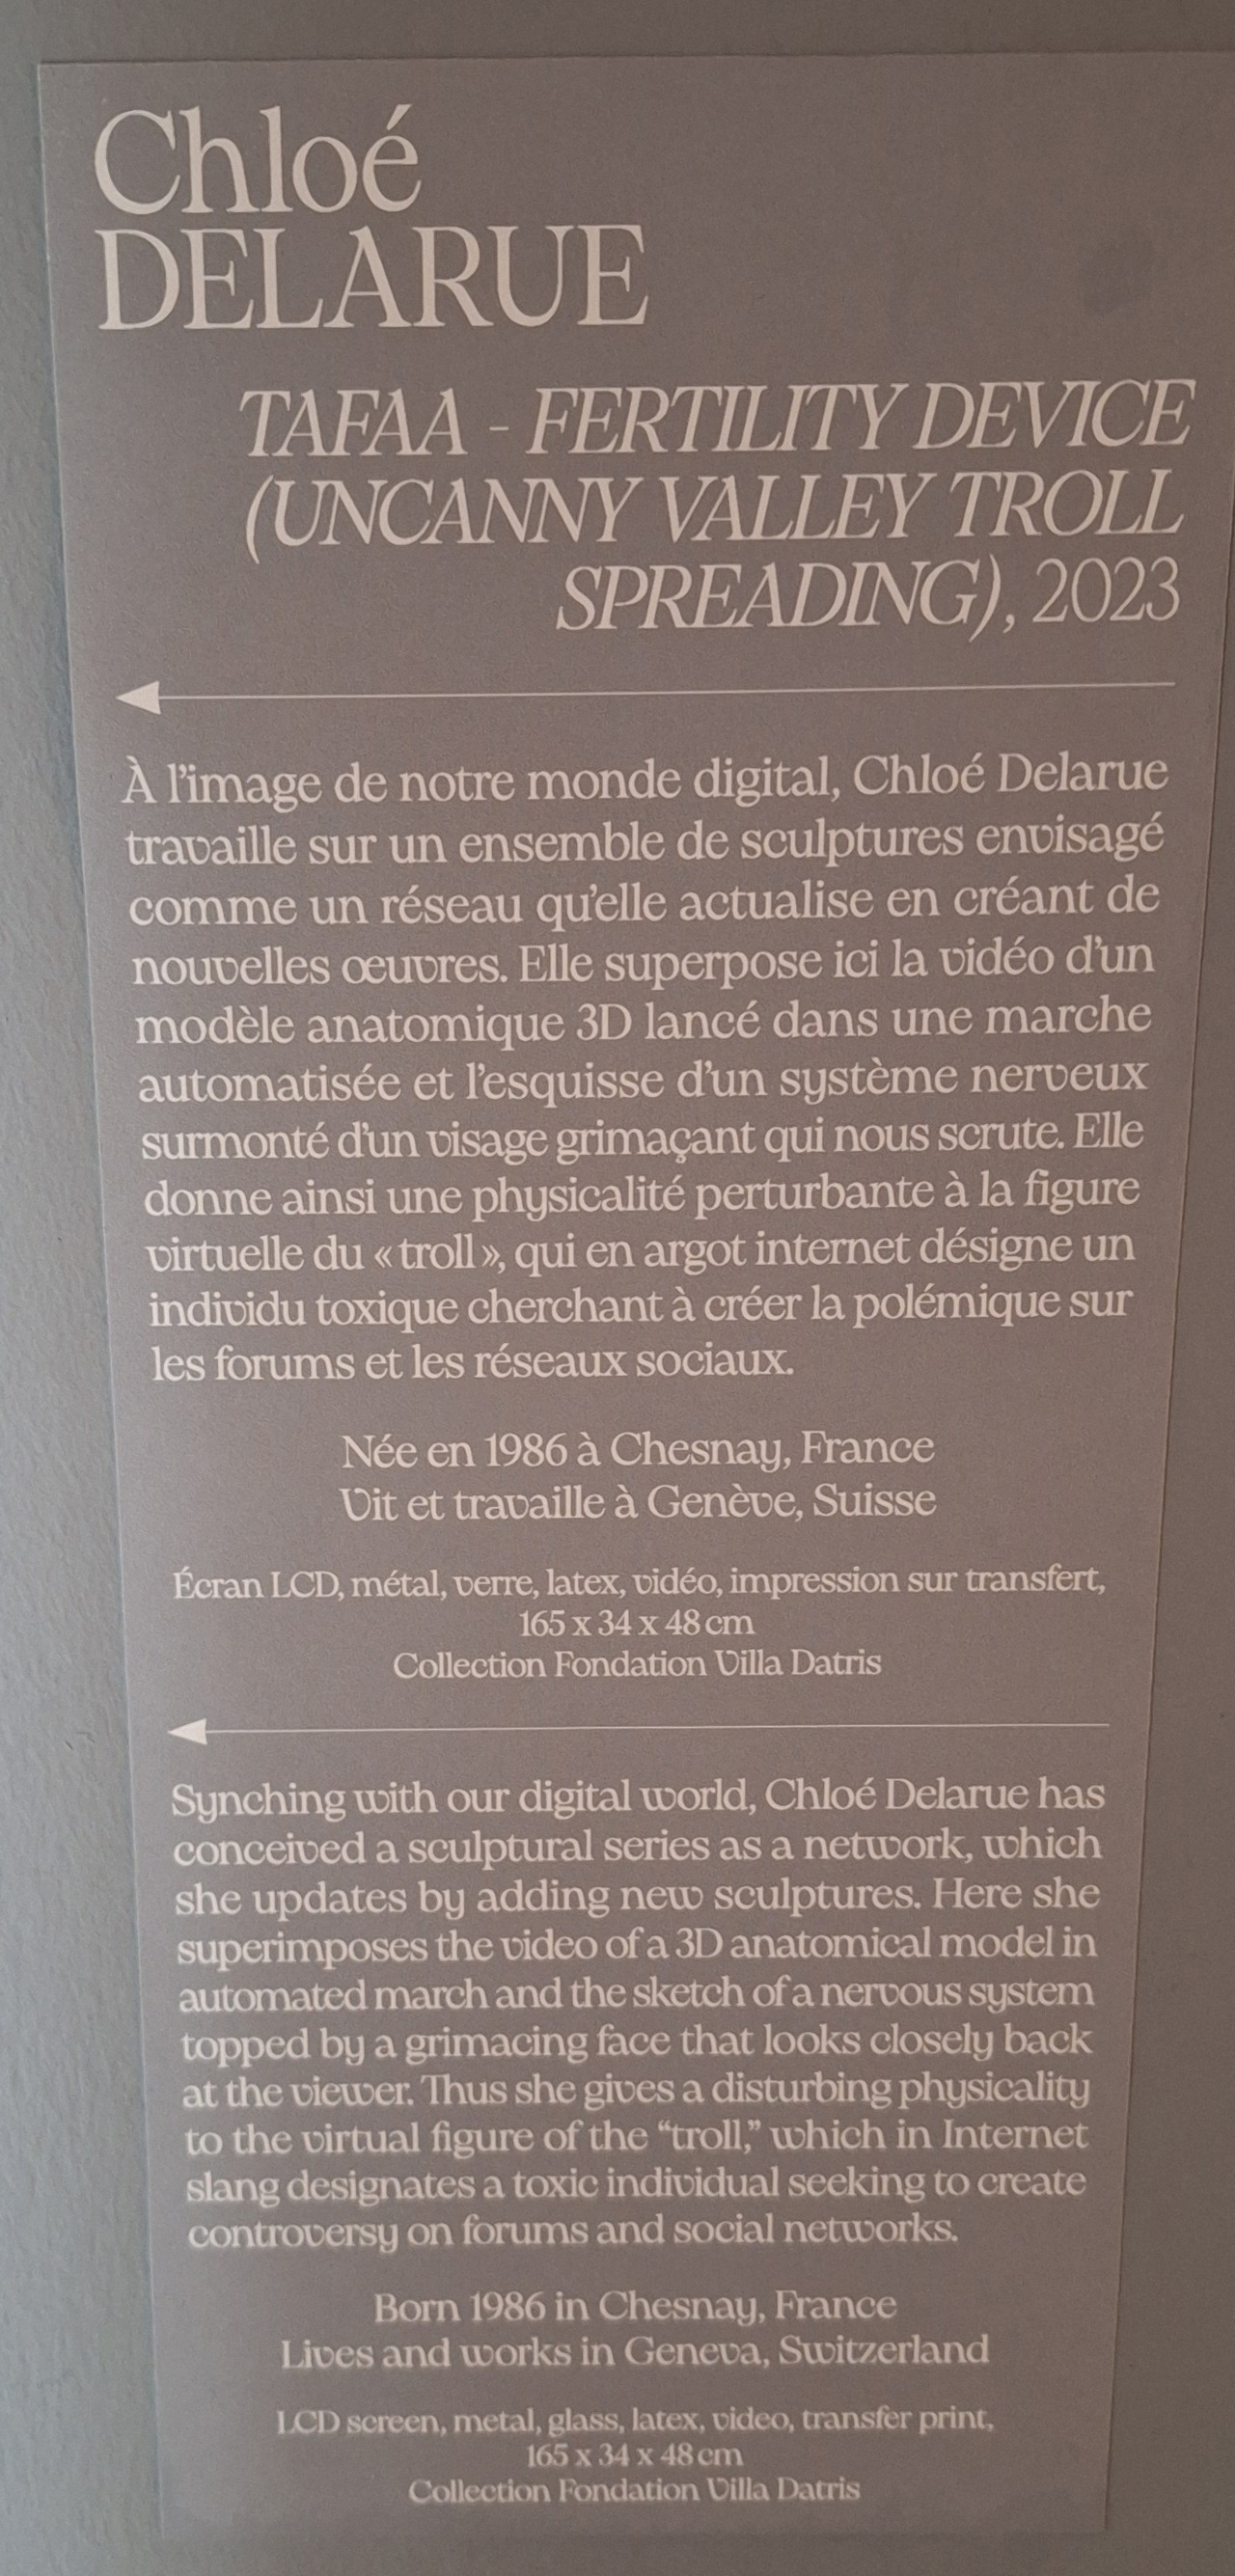 Chloé
DELARUE
TAFAA - FERTILITY DEVICE
(UNCANNY VALLEY TROLL
SPREADING), 2023
À l’image de notre monde digital, Chloé Delarue
travaille sur un ensemble de sculptures envisagé
comme un réseau qu’elle actualise en créant de
nouvelles œuvres. Elle superpose ici la vidéo d’un
modèle anatomique 3D lancé dans une marche
automatisée et l’esquisse d’un système nerveux
surmonté d’un visage grimaçant qui nous scrute. Elle
donne ainsi une physicalité perturbante à la figure
virtuelle du « troll », qui en argot internet désigne un
individu toxique cherchant à créer la polémique sur
les forums et les réseaux sociaux.
Née en 1986 à Chesnay, France
Vit et travaille à Genève, Suisse
Écran LCD, métal, verre, latex, vidéo, impression sur transfert,
165 x 34 x 48 cm
Collection Fondation Villa Datris
Synching with our digital world, Chloé Delarue has
conceived a sculptural series as a network, which
she updates by adding new sculptures. Here she
superimposes the video of a 3D anatomical model in
automated march and the sketch of a nervous system
topped by a grimacing face that looks closely back
at the viewer. Thus she gives a disturbing physicality
to the virtual figure of the “troll,” which in Internet
slang designates a toxic individual seeking to create
controversy on forums and social networks.
Born 1986 in Chesnay, France
Lives and works in Geneva, Switzerland
LCD screen, metal, glass, latex, video, transfer print,
165 x 34 x 48 cm
Collection Fondation Villa Datris